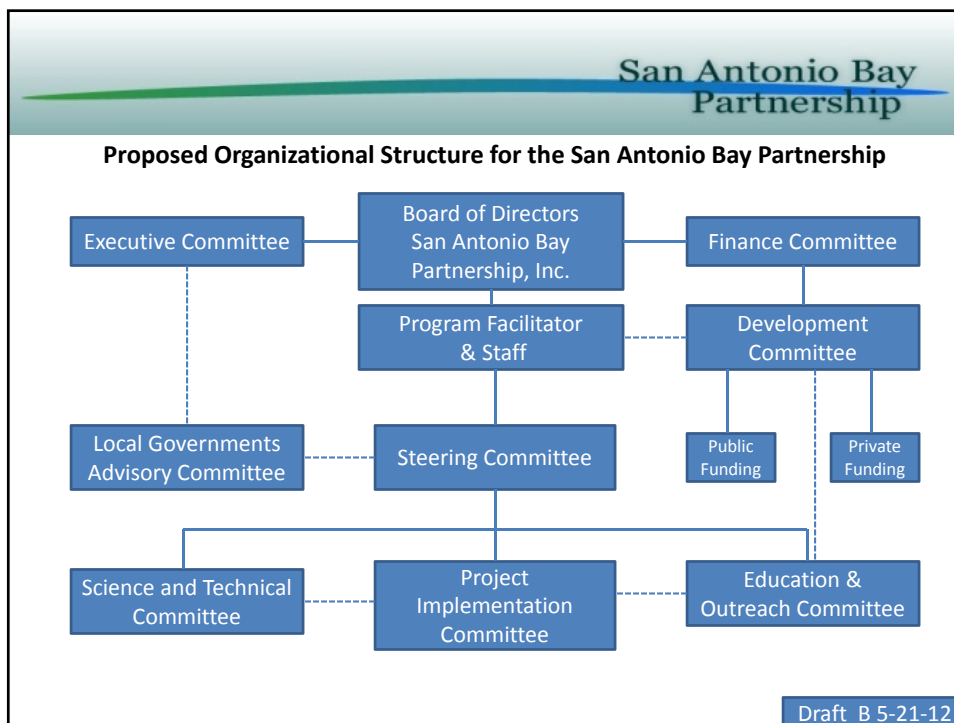 San Antonio Bay
Partnership
Proposed Organizational Structure for the San Antonio Bay Partnership
Executive Committee
Board of Directors
San Antonio Bay
Partnership, Inc.
Finance Committee
Program Facilitator
& Staff
Development
Committee
Local Governments
Advisory Committee
Steering Committee
Public
Funding
Private
Funding
Science and Technical
Committee
Project
Implementation
Committee
Education &
Outreach Committee
Draft B 5-21-12